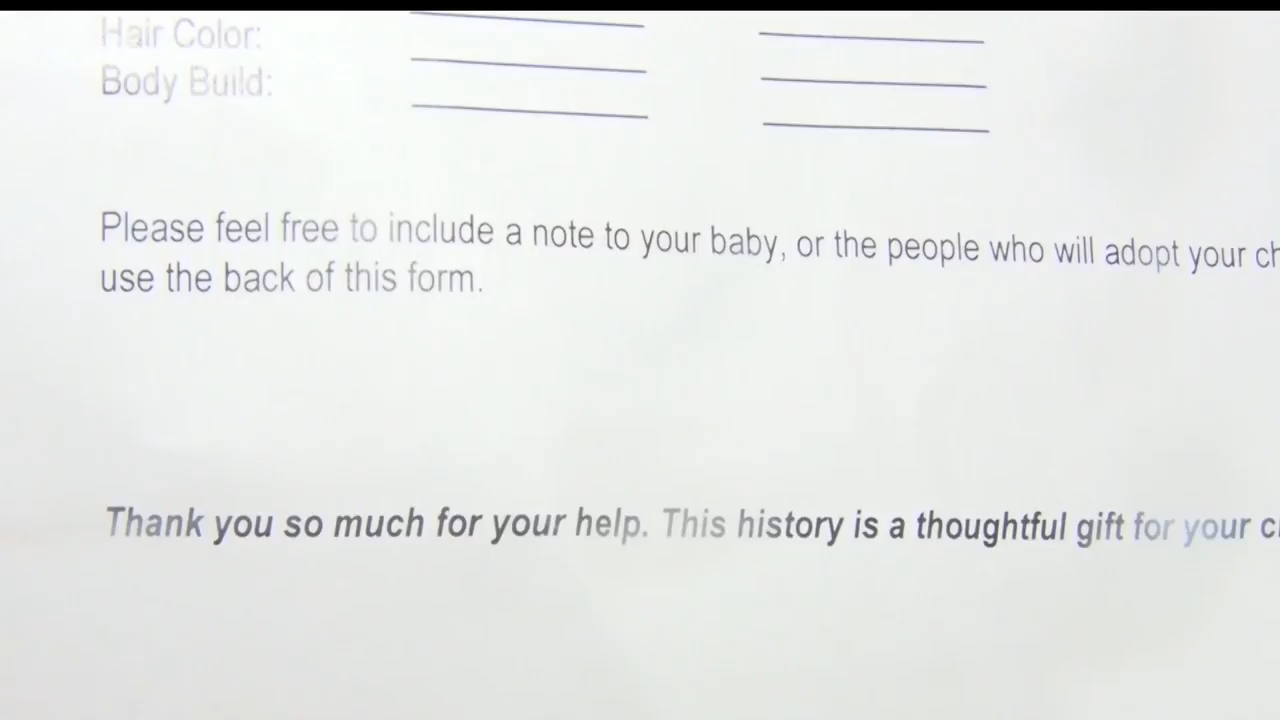 Hair Color:
Body Build:
Please feel free to include a note to your baby, or the people who will adopt your ch
use the back of this form.
Thank you so much for your help. This history is a thoughtful gift for your c